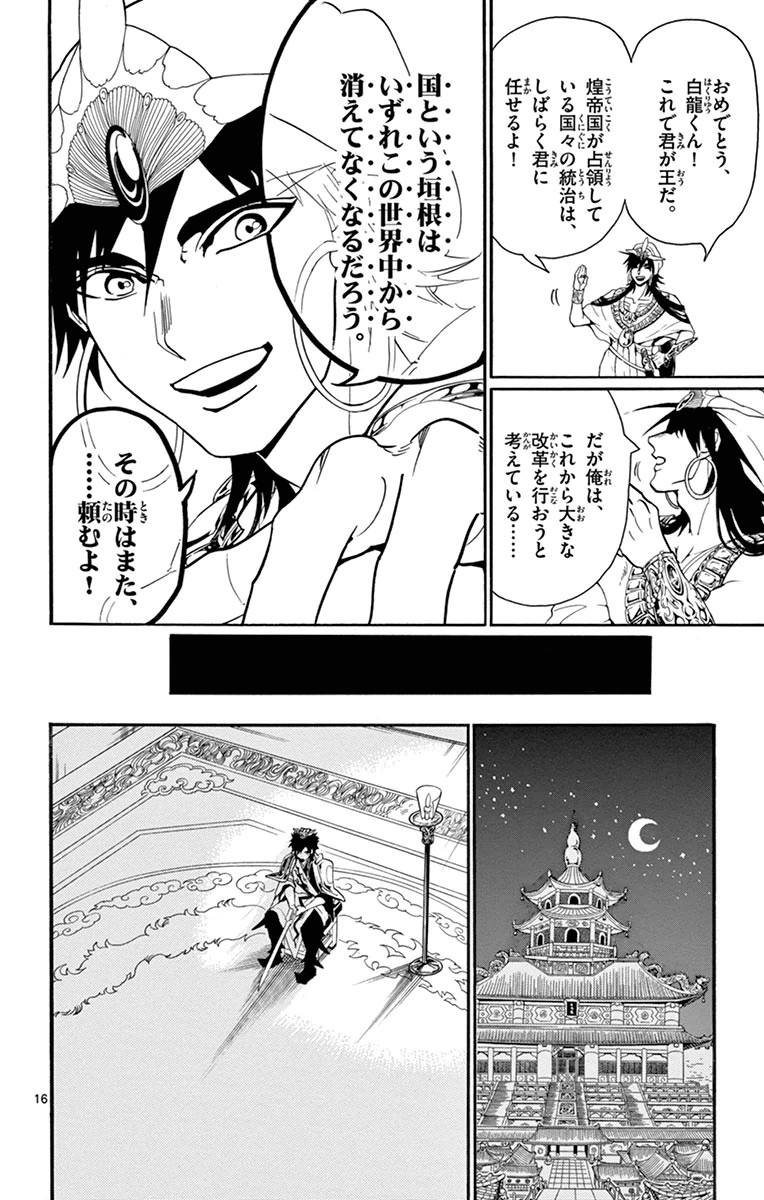 おめでとう、
白龍くん！
これで君が王だ。
煌帝国が占領して
いる国々の統治は、
しばらく君に
任せるよ！
だが俺は、
これから大きな
改革を行おうと
考えている……
国という垣根は
いずれこの世界中から
消えてなくなるだろう。
その時はまた、
……頼むよ！
16